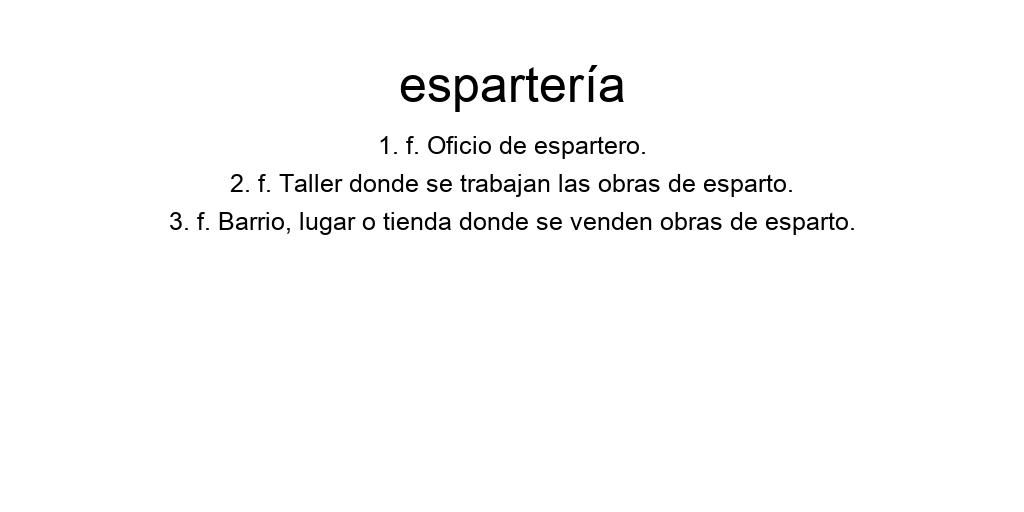 espartería
1. f. Oficio de espartero.
2. f. Taller donde se trabajan las obras de esparto.
3. f. Barrio, lugar o tienda donde se venden obras de esparto.